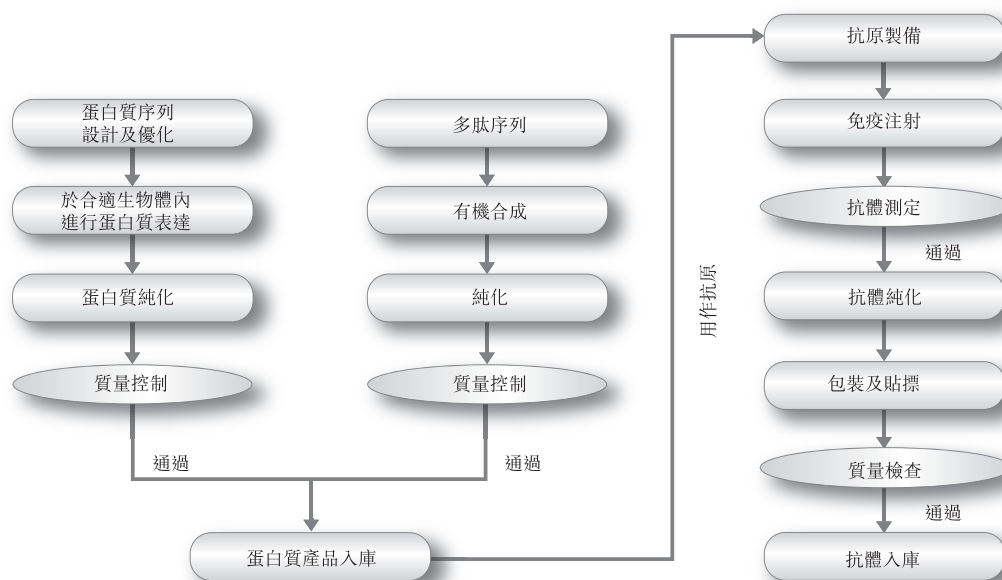 蛋白質序列
設計及優化
於合適生物體內
進行蛋白質表達
蛋白質純化
質量控制
通過
多肽序列
有機合成
純化
質量控制
通過
蛋白質產品入庫
用作抗原
抗原製備
免疫注射
抗體測定
通過
抗體純化
包裝及貼摽
質量檢查
通過
抗體入庫